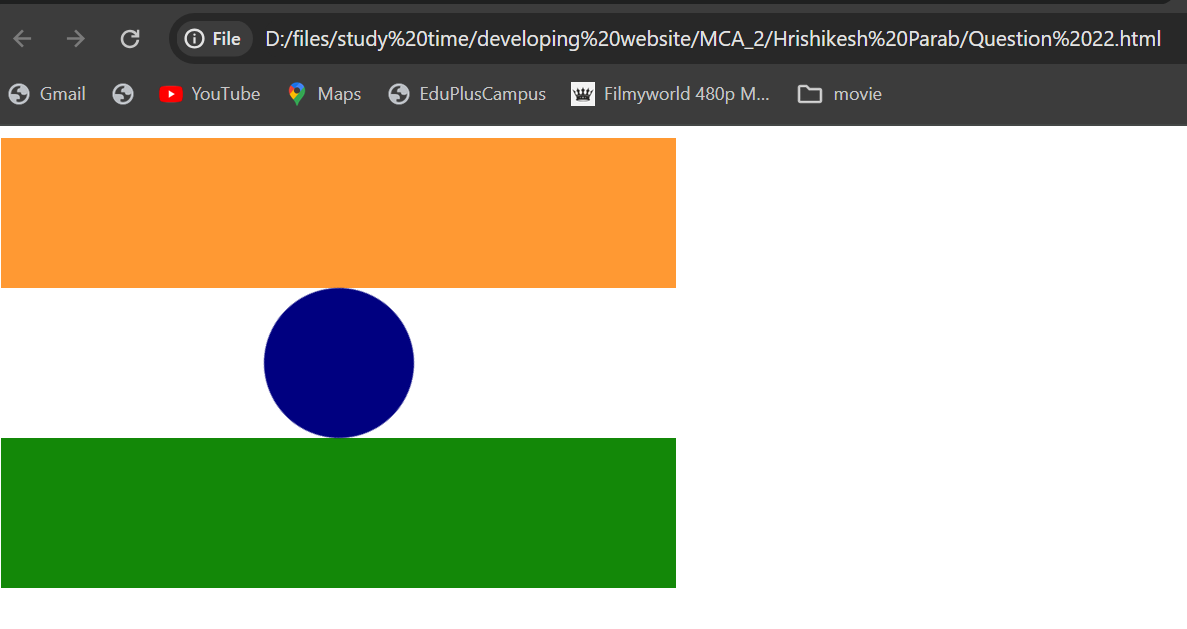 File D:/files/study%20time/developing%20website/MCA_2/Hrishikesh%20Parab/Question%2022.html
Gmail YouTube Maps EduPlusCampus Filmyworld 480p M... movie